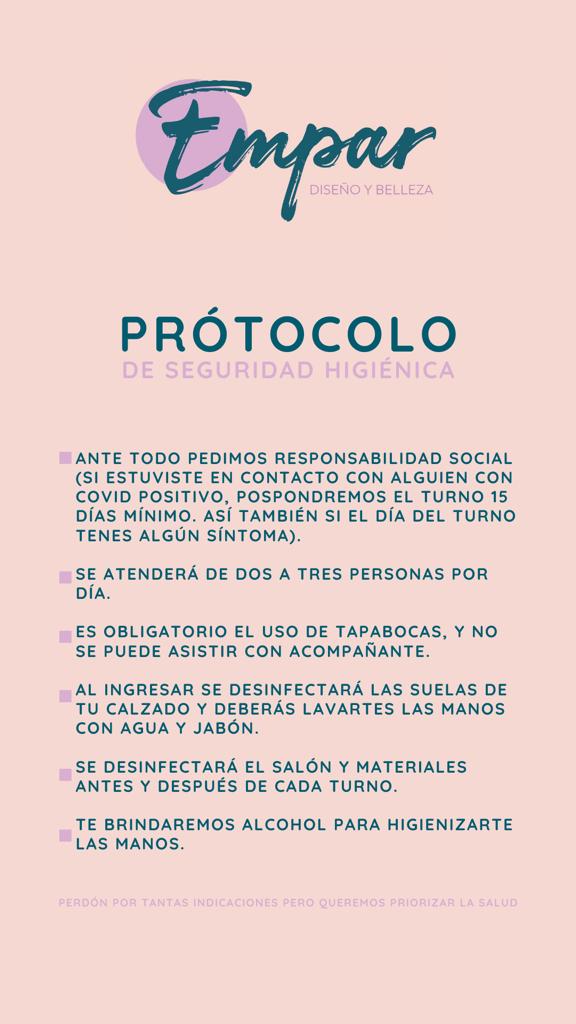 Empar
DISEÑO Y BELLEZA
PRÓTOCOLO
DE SEGURIDAD HIGIÉNICA
ANTE TODO PEDIMOS RESPONSABILIDAD SOCIAL
(SI ESTUVISTE EN CONTACTO CON ALGUIEN CON
COVID POSITIVO, POSPONDREMOS EL TURNO 15
DÍAS MÍNIMO. ASÍ TAMBIÉN SI EL DÍA DEL TURNO
TENES ALGÚN SÍNTOMA).
SE ATENDERÁ DE DOS A TRES PERSONAS POR
DÍA.
ES OBLIGATORIO EL USO DE TAPABOCAS, Y NO
SE PUEDE ASISTIR CON ACOMPAÑANTE.
AL INGRESAR SE DESINFECTARÁ LAS SUELAS DE
TU CALZADO Y DEBERÁS LAVARTES LAS MANOS
CON AGUA Y JABÓN.
SE DESINFECTARÁ EL SALÓN Y MATERIALES
ANTES Y DESPUÉS DE CADA TURNO.
TE BRINDAREMOS ALCOHOL PARA HIGIENIZARTE
LAS MANOS.
PERDÓN POR TANTAS INDICACIONES PERO QUEREMOS PRIORIZAR LA SALUD